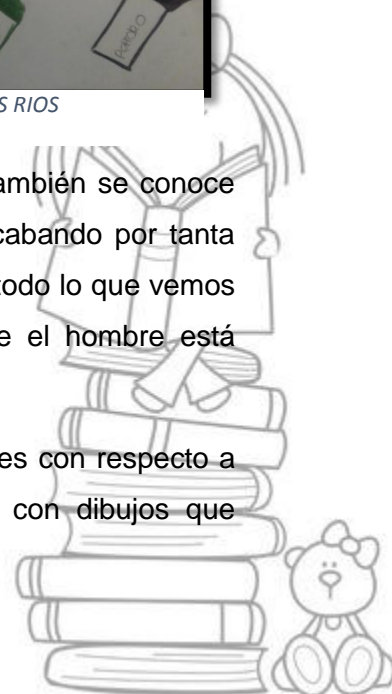 PORTADO
S RIOS
ambién se conoce
cabando por tanta
todo lo que vemos
e el hombre está
es con respecto a
con dibujos que